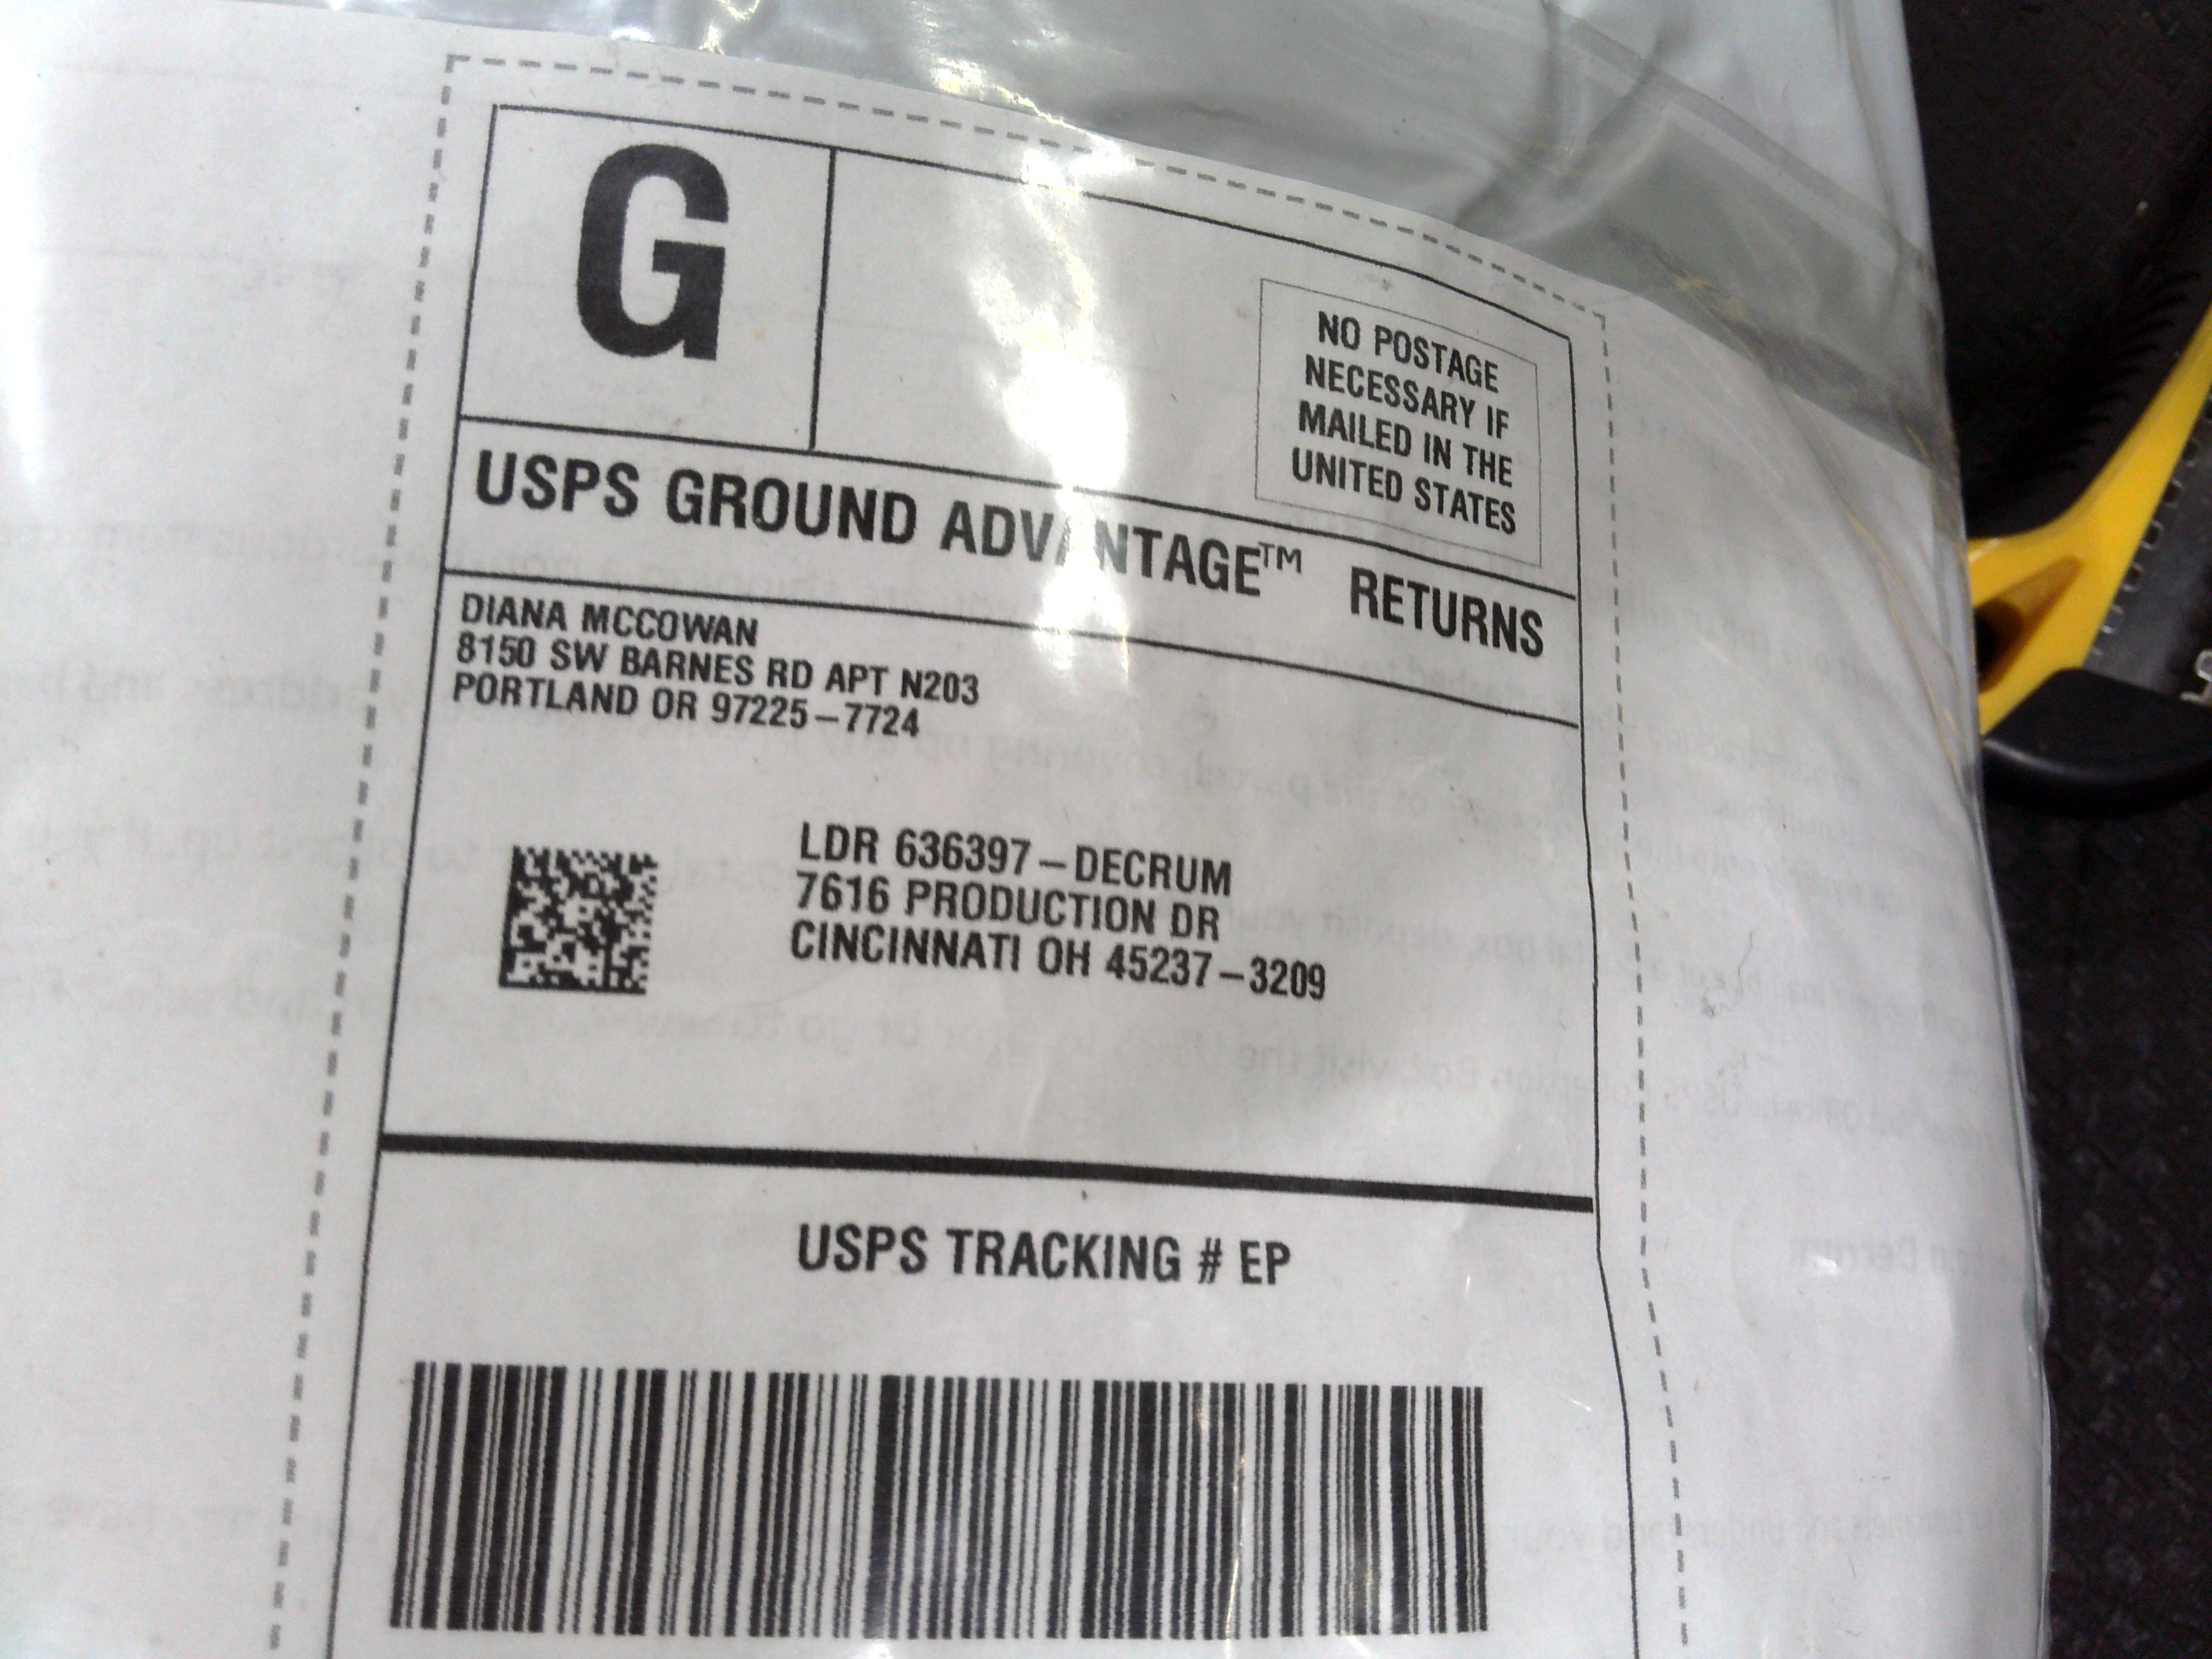 G
NO POSTAGE
NECESSARY IF
MAILED IN THE
UNITED STATES
USPS GROUND ADVANTAGE™ RETURNS
DIANA MCCOWAN
8150 SW BARNES RD APT N203
PORTLAND OR 97225-7724
LDR 636397-DECRUM
7616 PRODUCTION DR
CINCINNATI OH 45237-3209
USPS TRACKING # EP